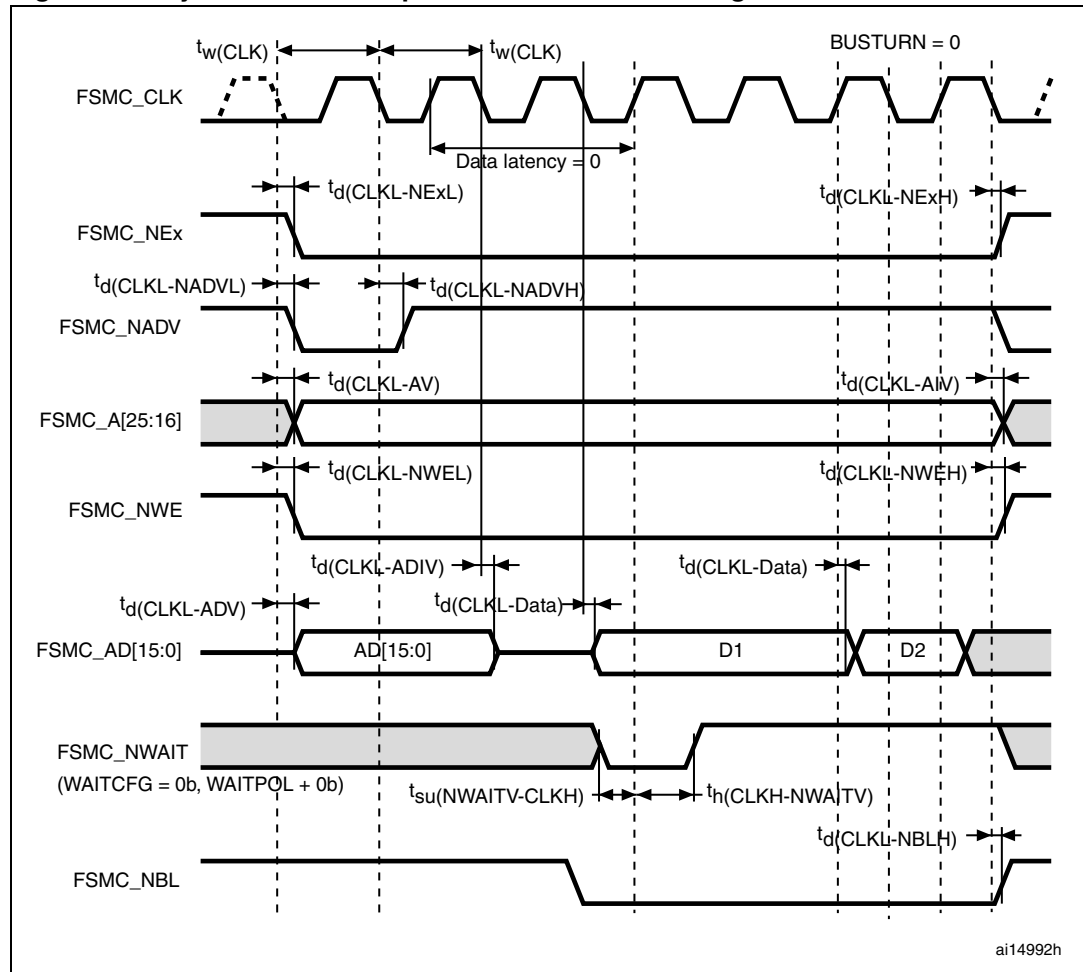 tw(CLK) tw(CLK) BUSTURN = 0
FSMC_CLK
Data latency = 0
td(CLKL-NExL) td(CLKL-NExH)
FSMC_NEx
td(CLKL-NADVL) td(CLKL-NADVH)
FSMC_NADV
td(CLKL-AV) td(CLKL-AIV)
FSMC_A[25:16]
td(CLKL-NWEL) td(CLKL-NWEH)
FSMC_NWE
td(CLKL-ADIV) td(CLKL-Data)
td(CLKL-ADV) td(CLKL-Data)
FSMC_AD[15:0] AD[15:0] D1 D2
FSMC_NWAIT
(WAITCFG = 0b, WAITPOL + 0b)
tsu(NWAITV-CLKH) th(CLKH-NWAITV)
td(CLKL-NBLH)
FSMC_NBL
ai14992h